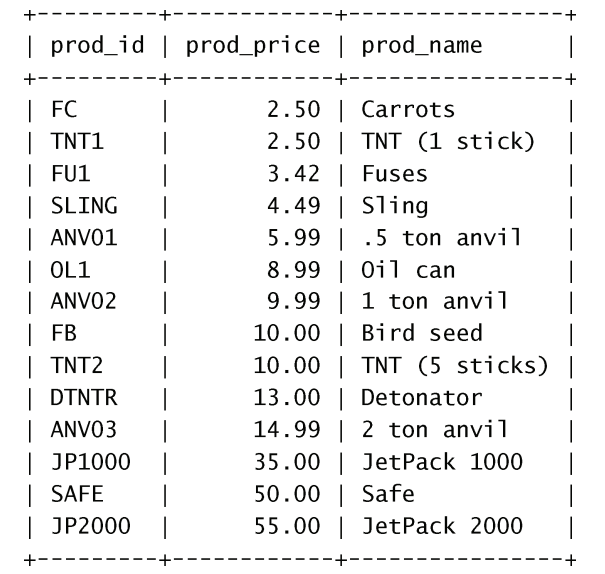 +---------+------------+----------------+
| prod_id | prod_price | prod_name      |
+---------+------------+----------------+
| FC      |       2.50 | Carrots        |
| TNT1    |       2.50 | TNT (1 stick)  |
| FU1     |       3.42 | Fuses          |
| SLING   |       4.49 | Sling          |
| ANV01   |       5.99 | .5 ton anvil   |
| OL1     |       8.99 | Oil can        |
| ANV02   |       9.99 | 1 ton anvil    |
| FB      |      10.00 | Bird seed      |
| TNT2    |      10.00 | TNT (5 sticks) |
| DTNTR   |      13.00 | Detonator      |
| ANV03   |      14.99 | 2 ton anvil    |
| JP1000  |      35.00 | JetPack 1000   |
| SAFE    |      50.00 | Safe           |
| JP2000  |      55.00 | JetPack 2000   |
+---------+------------+----------------+